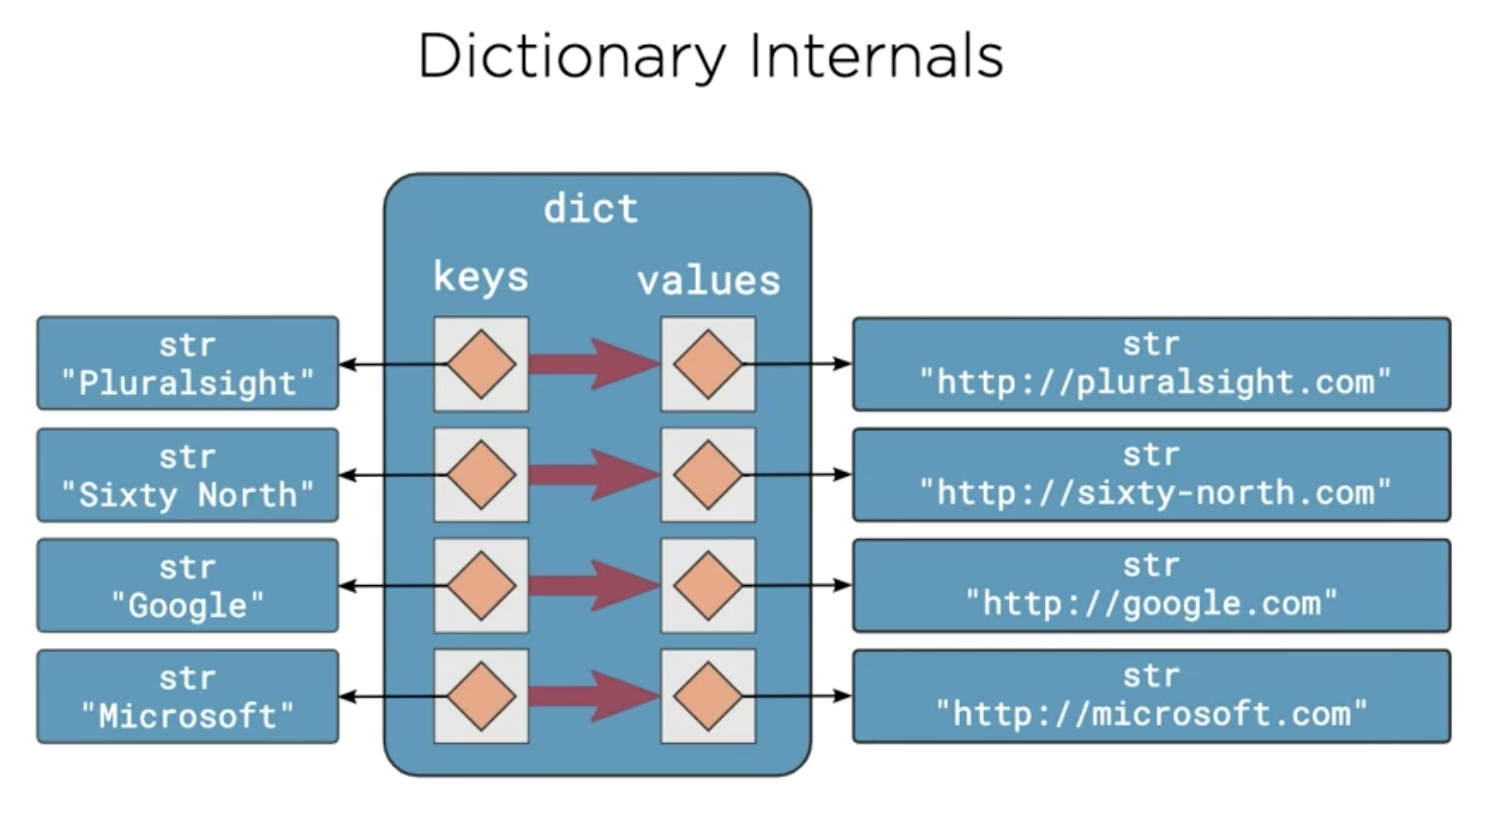 Dictionary Internals
dict
keys values
str
"Pluralsight"
str
"http://pluralsight.com"
str
"Sixty North"
str
"http://sixty-north.com"
str
"Google"
str
"http://google.com"
str
"Microsoft"
str
"http://microsoft.com"